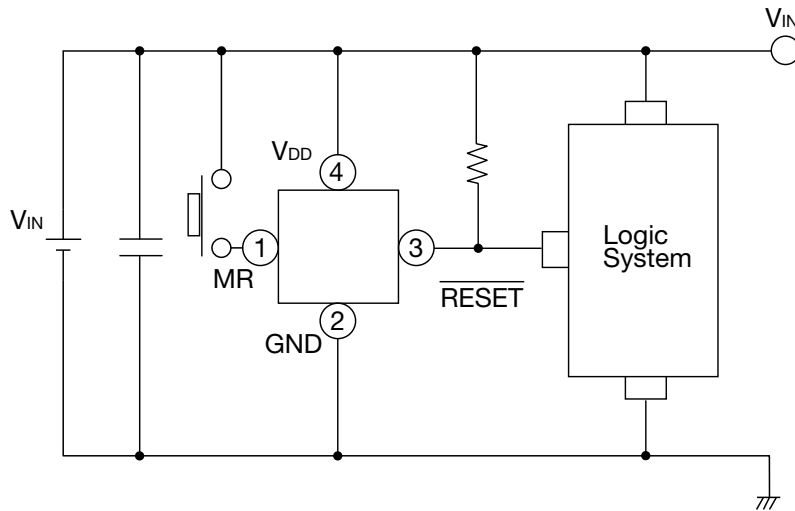 VIN
VDD
4
VIN
1
3
Logic
System
MR
RESET
2
GND